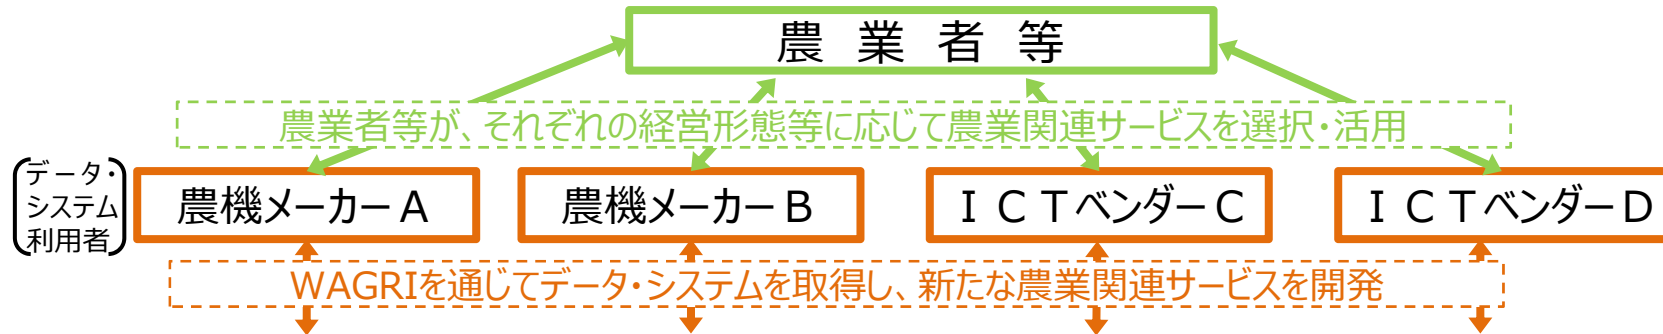 農業者等
農業者等が、それぞれの経営形態等に応じて農業関連サービスを選択・活用
データ・
システム
利用者
農機メーカーA
農機メーカーB
ICTベンダーC
ICTベンダーD
WAGRIを通じてデータ・システムを取得し、新たな農業関連サービスを開発